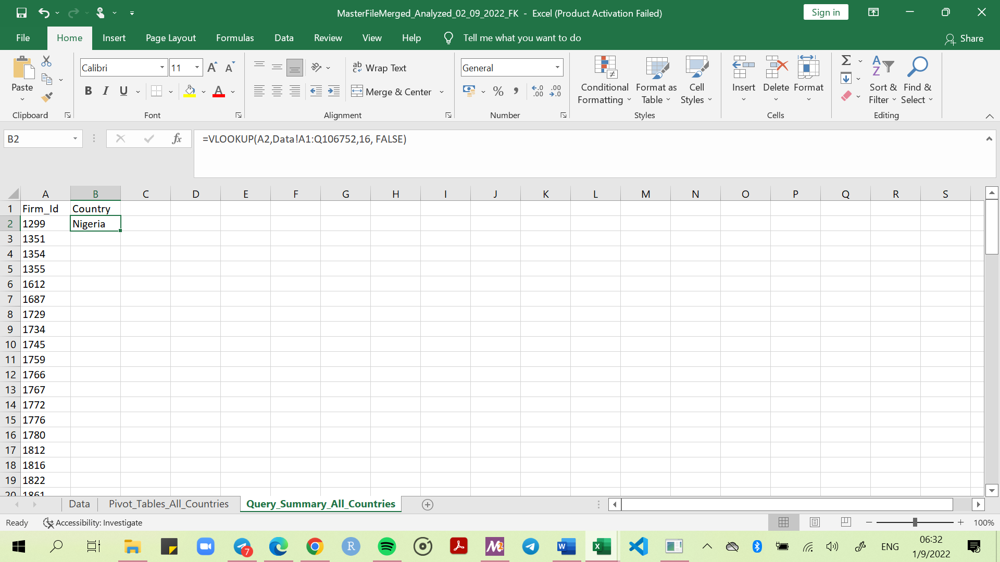 MasterFileMerged_Analyzed_02_09_2022_FK - Excel (Product Activation Failed)
Sign in
File Home Insert Page Layout Formulas Data Review View Help Tell me what you want to do Share
Paste
Clipboard
Calibri 11
B I U A
Font
ab Wrap Text
Merge & Center
Alignment
General
% , .00 .00
Number
Conditional Formatting
Format as Table
Cell Styles
Styles
Insert Delete Format
Cells
Sort & Filter
Find & Select
Editing
B2 fx =VLOOKUP(A2,Data!A1:Q106752,16, FALSE)
A B C D E F G H I J K L M N O P Q R S
1 Firm_Id Country
2 1299 Nigeria
3 1351
4 1354
5 1355
6 1612
7 1687
8 1729
9 1734
10 1745
11 1759
12 1766
13 1767
14 1772
15 1776
16 1780
17 1812
18 1816
19 1822
20 1861
Data Pivot_Tables_All_Countries Query_Summary_All_Countries
Ready Accessibility: Investigate 100%
7 R M2 W X ENG
06:32
1/9/2022